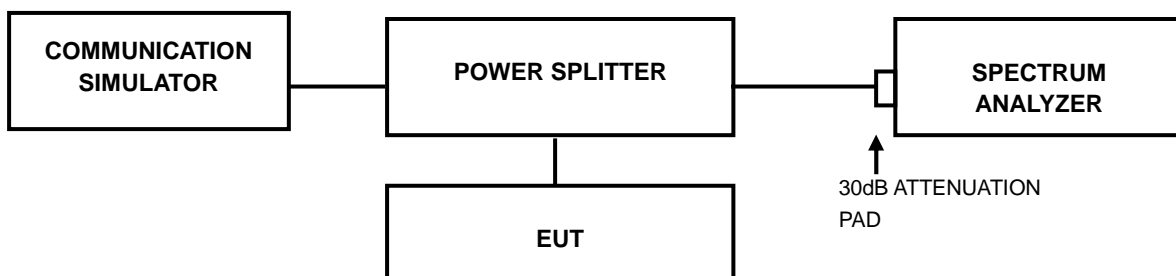 COMMUNICATION
SIMULATOR
POWER SPLITTER
SPECTRUM
ANALYZER
30dB ATTENUATION
PAD
EUT